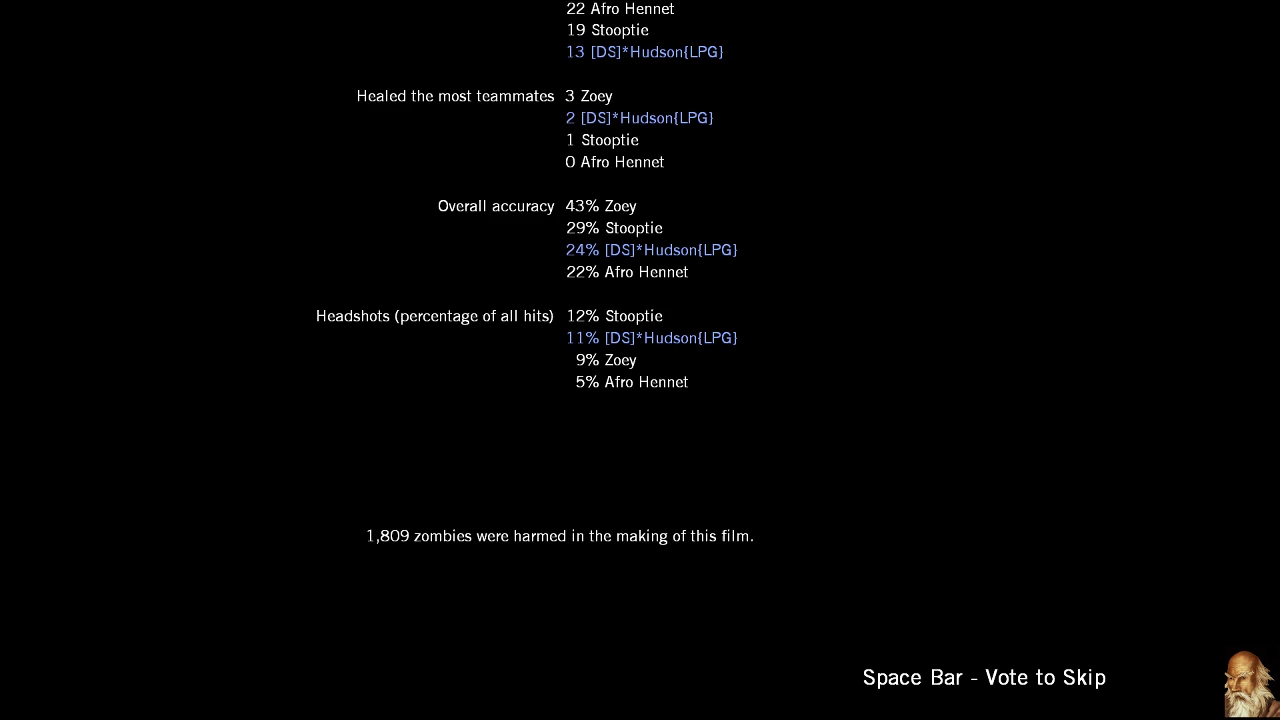 22 Afro Hennet
19 Stooptie
13 [DS]*Hudson{LPG}
Healed the most teammates 3 Zoey
2 [DS]*Hudson{LPG}
1 Stooptie
0 Afro Hennet
Overall accuracy 43% Zoey
29% Stooptie
24% [DS]*Hudson{LPG}
22% Afro Hennet
Headshots (percentage of all hits) 12% Stooptie
11% [DS]*Hudson{LPG}
9% Zoey
5% Afro Hennet
1,809 zombies were harmed in the making of this film.
Space Bar - Vote to Skip